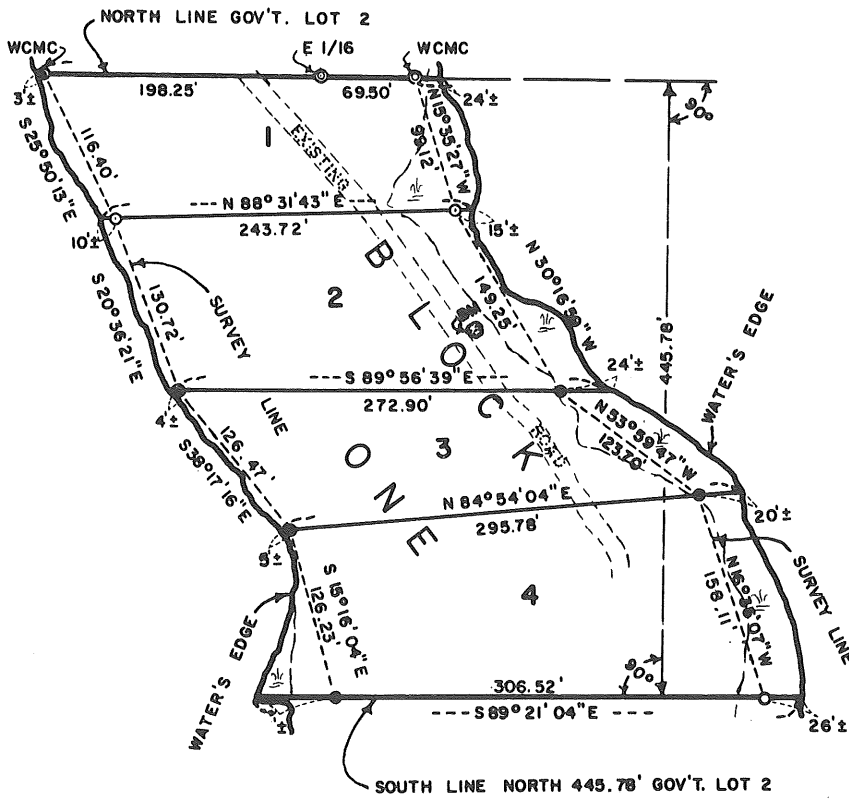 NORTH LINE GOV'T. LOT 2
WCMC
E 1/16
WCMC
198.25'
69.50'
3'±
24'±
90°
S 25° 50' 13" E
116.40'
1
EXISTING
N 15° 35' 27" W
96.12'
--- N 88° 31' 43" E ---
243.72'
10'±
15'±
S 20° 36' 21" E
130.72'
SURVEY
LINE
2
BLOCK
149.25'
N 30° 16' 59" W
WATER'S EDGE
445.78'
---S 89° 56' 39" E ---
272.90'
4'±
24'±
S 38° 17' 16" E
126.47'
ONE
3
ROAD
N 53° 59' 47" W
123.70'
N 84° 54' 04" E
295.78'
5'±
20'±
S 15° 16' 04" E
126.23'
4
158.11'
SURVEY LINE
WATER'S EDGE
90°
306.52'
---- S 89° 21' 04" E ----
26'±
SOUTH LINE NORTH 445.78' GOV'T. LOT 2